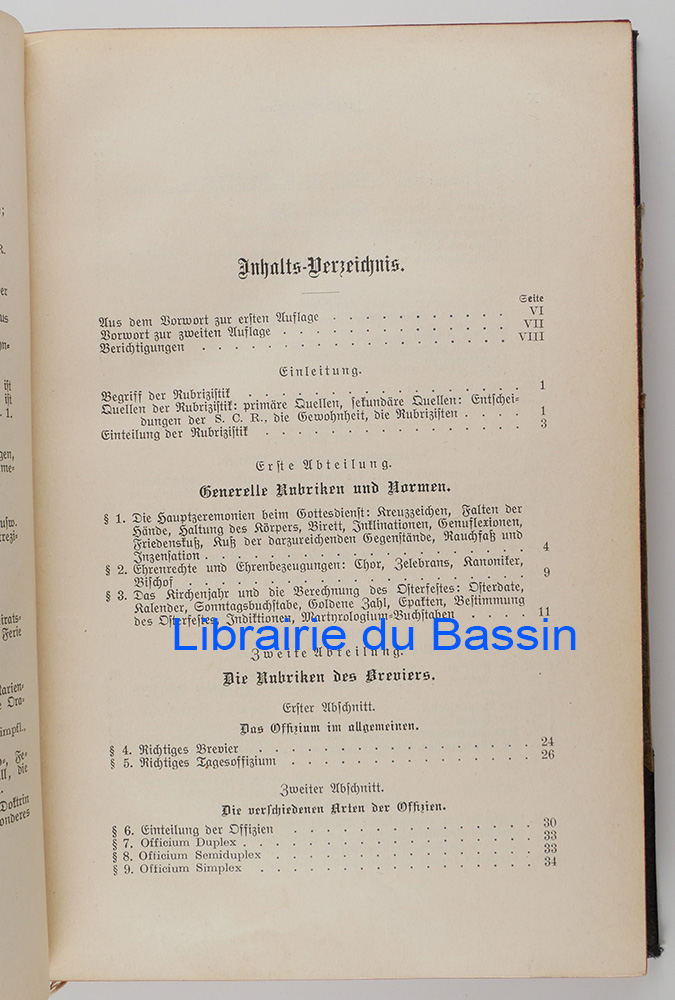 Inhalts-Verzeichnis.
Seite
Aus dem Vorwort zur ersten Auflage . . . . . . . . . . . VI
Vorwort zur zweiten Auflage . . . . . . . . . . . . . VII
Berichtigungen . . . . . . . . . . . . . . . . . VIII
Einleitung.
Begriff der Rubrizistik . . . . . . . . . . . . . . 1
Quellen der Rubrizistik: primäre Quellen, sekundäre Quellen: Entschei-
dungen der S. C. R., die Gewohnheit, die Rubrizisten . . . . 1
Einteilung der Rubrizistik . . . . . . . . . . . . . . 3
Erste Abteilung.
Generelle Rubriken und Normen.
§ 1. Die Hauptzeremonien beim Gottesdienst: Kreuzzeichen, Falten der
Hände, Haltung des Körpers, Birett, Inklinationen, Genuflexionen,
Friedenskuß, Kuß der darzureichenden Gegenstände, Rauchfaß und
Inzensation . . . . . . . . . . . . . . . . . 4
§ 2. Ehrenrechte und Ehrenbezeugungen: Chor, Zelebrans, Kanoniker,
Bischof . . . . . . . . . . . . . . . . . . 9
§ 3. Das Kirchenjahr und die Berechnung des Osterfestes: Osterdate,
Kalender, Sonntagsbuchstabe, Goldene Zahl, Epakten, Bestimmung
des Osterfestes, Indiktionen, Martyrologium-Buchstaben . . . . 11
Librairie du Bassin
Zweite Abteilung.
Die Rubriken des Breviers.
Erster Abschnitt.
Das Offizium im allgemeinen.
§ 4. Richtiges Brevier . . . . . . . . . . . . . . 24
§ 5. Richtiges Tagesoffizium . . . . . . . . . . . . 26
Zweiter Abschnitt.
Die verschiedenen Arten der Offizien.
§ 6. Einteilung der Offizien . . . . . . . . . . . . 30
§ 7. Officium Duplex . . . . . . . . . . . . . . 33
§ 8. Officium Semiduplex . . . . . . . . . . . . . 33
§ 9. Officium Simplex . . . . . . . . . . . . . . 34